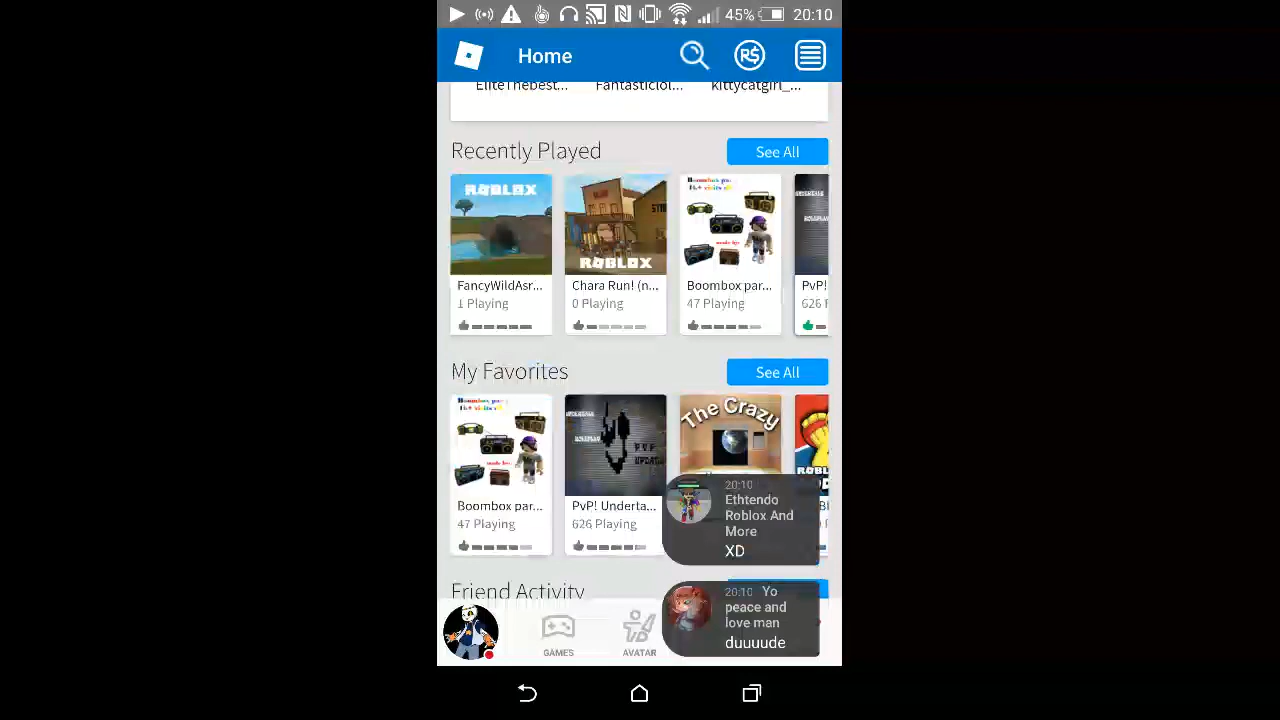 45% 20:10
Home R$
EliteThebest... Fantasticlol... kittycatgirl_...
Recently Played See All
ROBLOX
ROBLOX
FancyWildAsr... Chara Run! (n... Boombox par... PvP!
1 Playing 0 Playing 47 Playing 626
My Favorites See All
The Crazy
Boombox par... PvP! Underta...
47 Playing 626 Playing
20:10
Ethtendo
Roblox And
More
XD
Friend Activity
20:10 Yo
peace and
love man
duuuude
GAMES AVATAR